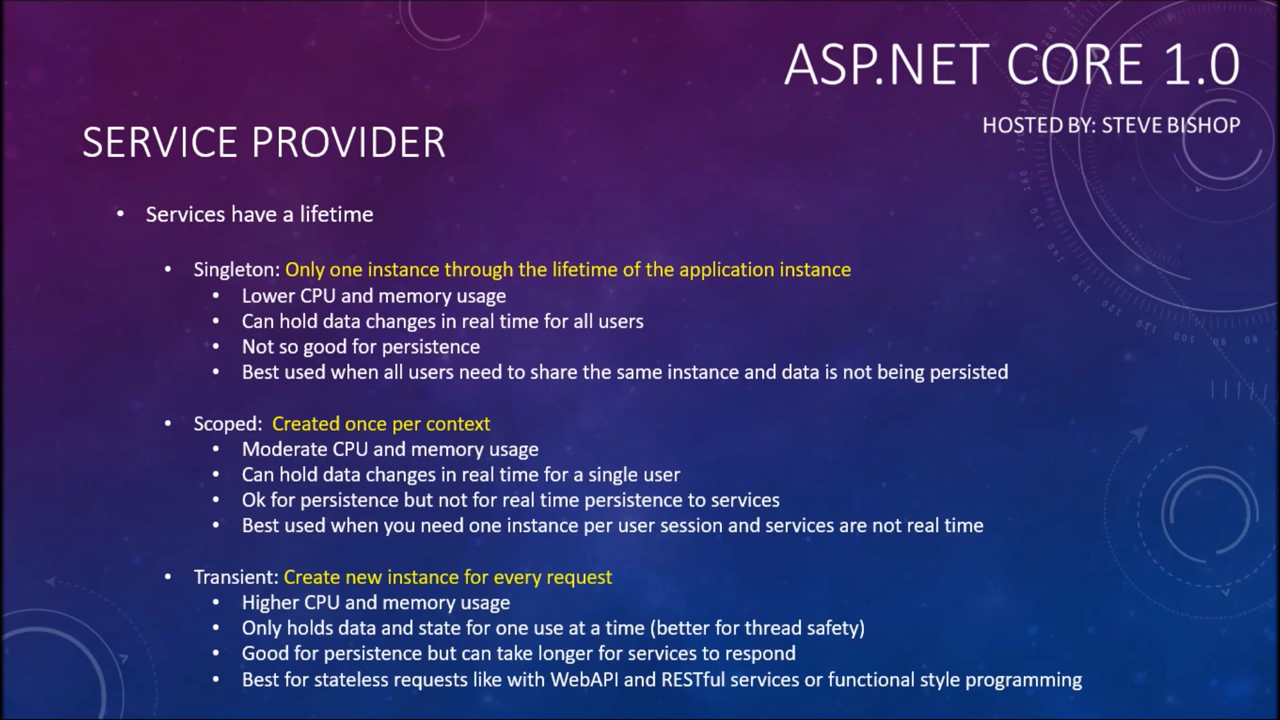 ASP.NET CORE 1.0
HOSTED BY: STEVE BISHOP
SERVICE PROVIDER
• Services have a lifetime
• Singleton: Only one instance through the lifetime of the application instance
• Lower CPU and memory usage
• Can hold data changes in real time for all users
• Not so good for persistence
• Best used when all users need to share the same instance and data is not being persisted
• Scoped: Created once per context
• Moderate CPU and memory usage
• Can hold data changes in real time for a single user
• Ok for persistence but not for real time persistence to services
• Best used when you need one instance per user session and services are not real time
• Transient: Create new instance for every request
• Higher CPU and memory usage
• Only holds data and state for one use at a time (better for thread safety)
• Good for persistence but can take longer for services to respond
• Best for stateless requests like with WebAPI and RESTful services or functional style programming